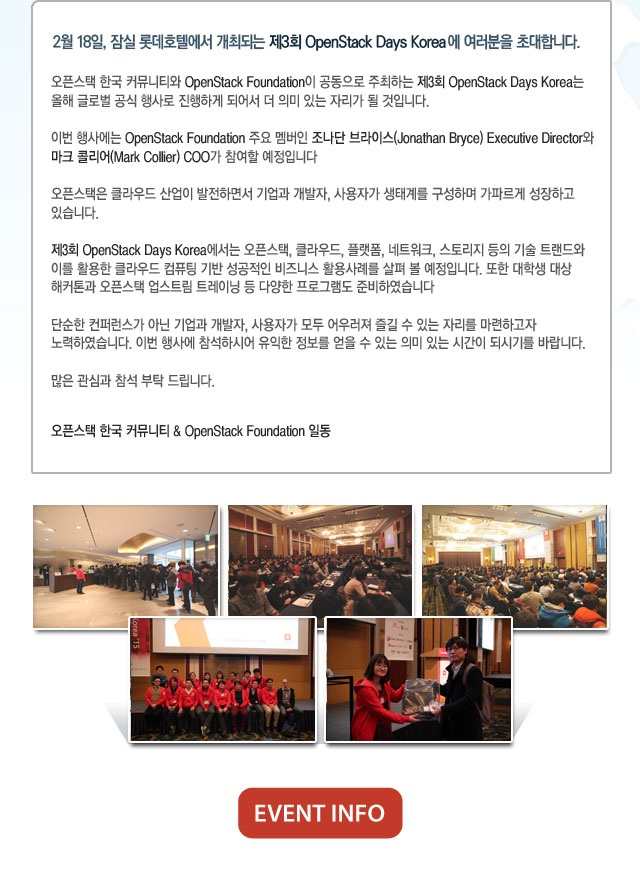 2월 18일, 잠실 롯데호텔에서 개최되는 제3회 OpenStack Days Korea에 여러분을 초대합니다.
오픈스택 한국 커뮤니티와 OpenStack Foundation이 공동으로 주최하는 제3회 OpenStack Days Korea는
올해 글로벌 공식 행사로 진행하게 되어서 더 의미 있는 자리가 될 것입니다.
이번 행사에는 OpenStack Foundation 주요 멤버인 조나단 브라이스(Jonathan Bryce) Executive Director와
마크 콜리어(Mark Collier) COO가 참여할 예정입니다
오픈스택은 클라우드 산업이 발전하면서 기업과 개발자, 사용자가 생태계를 구성하며 가파르게 성장하고
있습니다.
제3회 OpenStack Days Korea에서는 오픈스택, 클라우드, 플랫폼, 네트워크, 스토리지 등의 기술 트랜드와
이를 활용한 클라우드 컴퓨팅 기반 성공적인 비즈니스 활용사례를 살펴 볼 예정입니다. 또한 대학생 대상
해커톤과 오픈스택 업스트림 트레이닝 등 다양한 프로그램도 준비하였습니다
단순한 컨퍼런스가 아닌 기업과 개발자, 사용자가 모두 어우러져 즐길 수 있는 자리를 마련하고자
노력하였습니다. 이번 행사에 참석하시어 유익한 정보를 얻을 수 있는 의미 있는 시간이 되시기를 바랍니다.
많은 관심과 참석 부탁 드립니다.
오픈스택 한국 커뮤니티 & OpenStack Foundation 일동
Korea '15
EVENT INFO